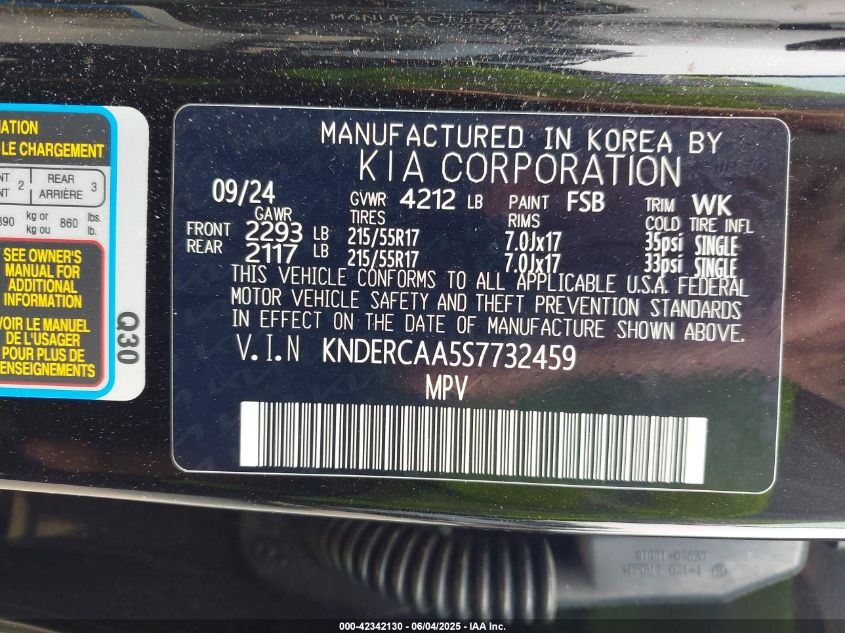 MANUFACTURED IN KOREA BY
KIA CORPORATION
09/24 GVWR 4212 LB PAINT FSB TRIM WK
GAWR TIRES RIMS COLD TIRE INFL
FRONT 2293 LB 215/55R17 7.0Jx17 35psi SINGLE
REAR 2117 LB 215/55R17 7.0Jx17 33psi SINGLE
THIS VEHICLE CONFORMS TO ALL APPLICABLE U.S.A. FEDERAL
MOTOR VEHICLE SAFETY AND THEFT PREVENTION STANDARDS
IN EFFECT ON THE DATE OF MANUFACTURE SHOWN ABOVE.
V.I.N KNDERCAA5S7732459
MPV
LE CHARGEMENT
2 REAR 3
ARRIÈRE
kg or 860 lbs.
kg ou lb.
SEE OWNER'S
MANUAL FOR
ADDITIONAL
INFORMATION
VOIR LE MANUEL
DE L'USAGER
POUR PLUS DE
RENSEIGNEMENTS
Q30
000-42342130 - 06/04/2025 - IAA Inc.